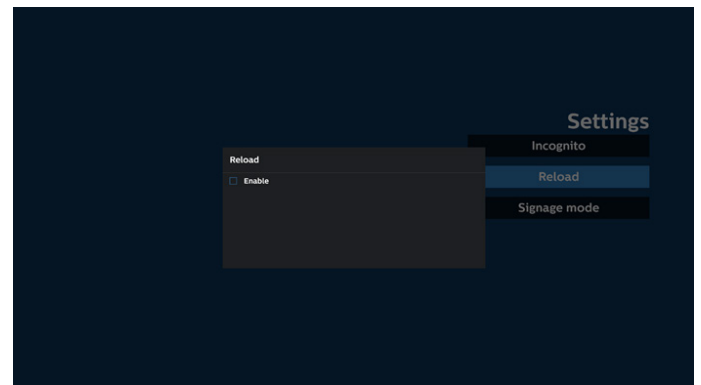 Settings
Incognito
Reload
Signage mode
Reload
Enable